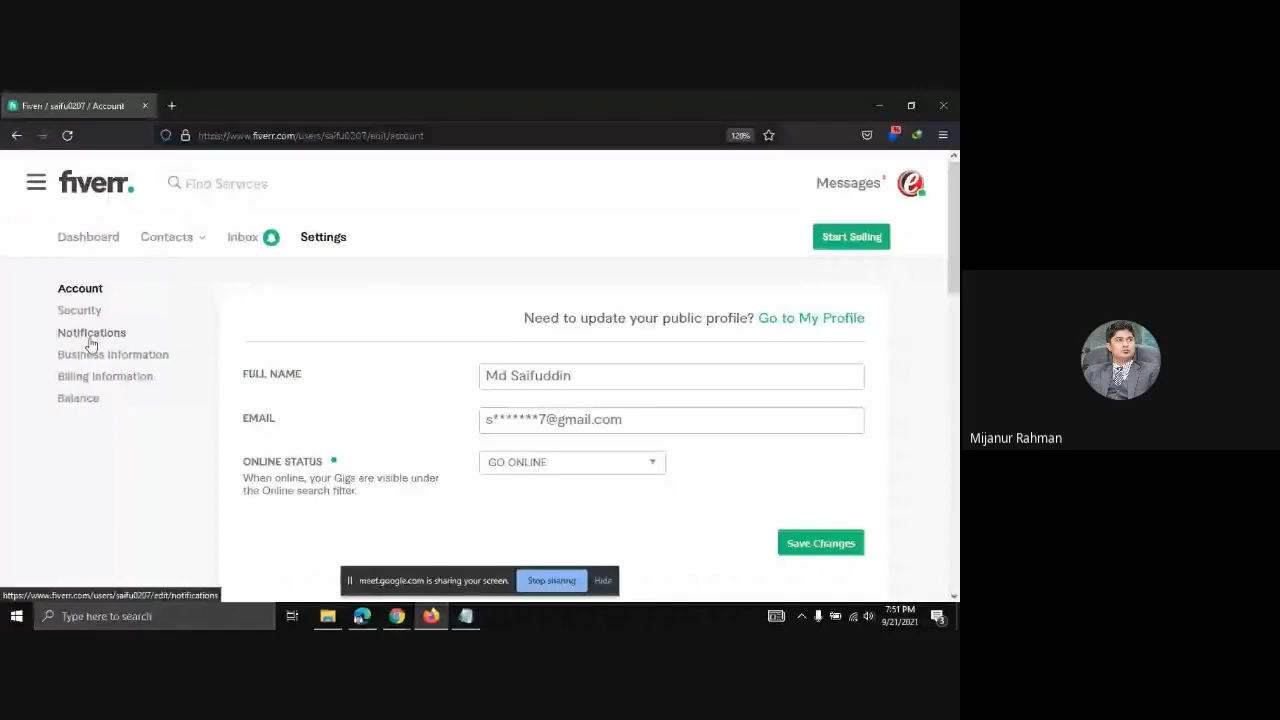 Fiverr / saifu0207 / Account
https://www.fiverr.com/users/saifu0207/edit/account
120%
fiverr.
Find Services
Messages
Dashboard
Contacts
Inbox
Settings
Start Selling
Account
Security
Notifications
Business Information
Billing Information
Balance
Need to update your public profile? Go to My Profile
FULL NAME
Md Saifuddin
EMAIL
s*******7@gmail.com
ONLINE STATUS
GO ONLINE
When online, your Gigs are visible under
the Online search filter.
Save Changes
meet.google.com is sharing your screen.
Stop sharing
Hide
https://www.fiverr.com/users/saifu0207/edit/notifications
Type here to search
7:51 PM
9/21/2021
3
Mijanur Rahman